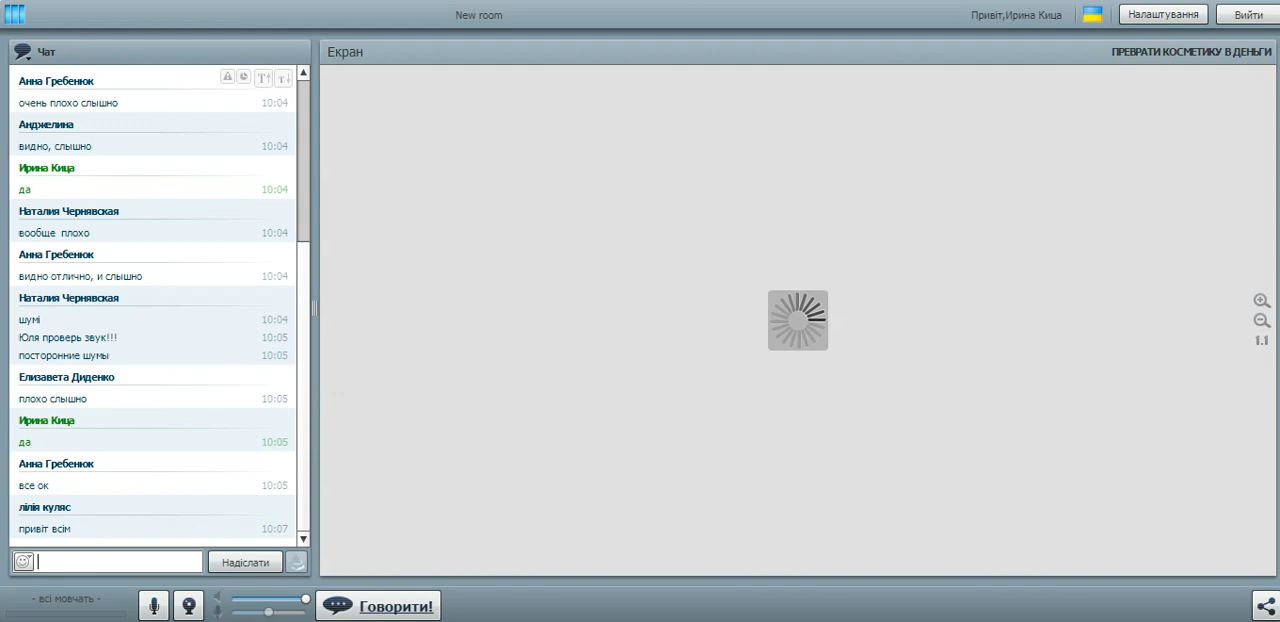 New room
Привіт,Ирина Кица
Налаштування
Вийти
Чат
Анна Гребенюк
очень плохо слышно 10:04
Анджелина
видно, слышно 10:04
Ирина Кица
да 10:04
Наталия Чернявская
вообще плохо 10:04
Анна Гребенюк
видно отлично, и слышно 10:04
Наталия Чернявская
шумі 10:04
Юля проверь звук!!! 10:05
посторонние шумы 10:05
Елизавета Диденко
плохо слышно 10:05
Ирина Кица
да 10:05
Анна Гребенюк
все ок 10:05
лілія куляс
привіт всім 10:07
Надіслати
Екран
ПРЕВРАТИ КОСМЕТИКУ В ДЕНЬГИ
1.1
- всі мовчать -
Говорити!